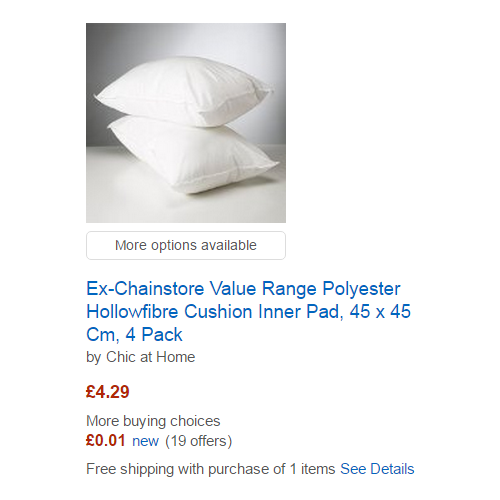 More options available
Ex-Chainstore Value Range Polyester
Hollowfibre Cushion Inner Pad, 45 x 45
Cm, 4 Pack
by Chic at Home
£4.29
More buying choices
£0.01 new (19 offers)
Free shipping with purchase of 1 items See Details